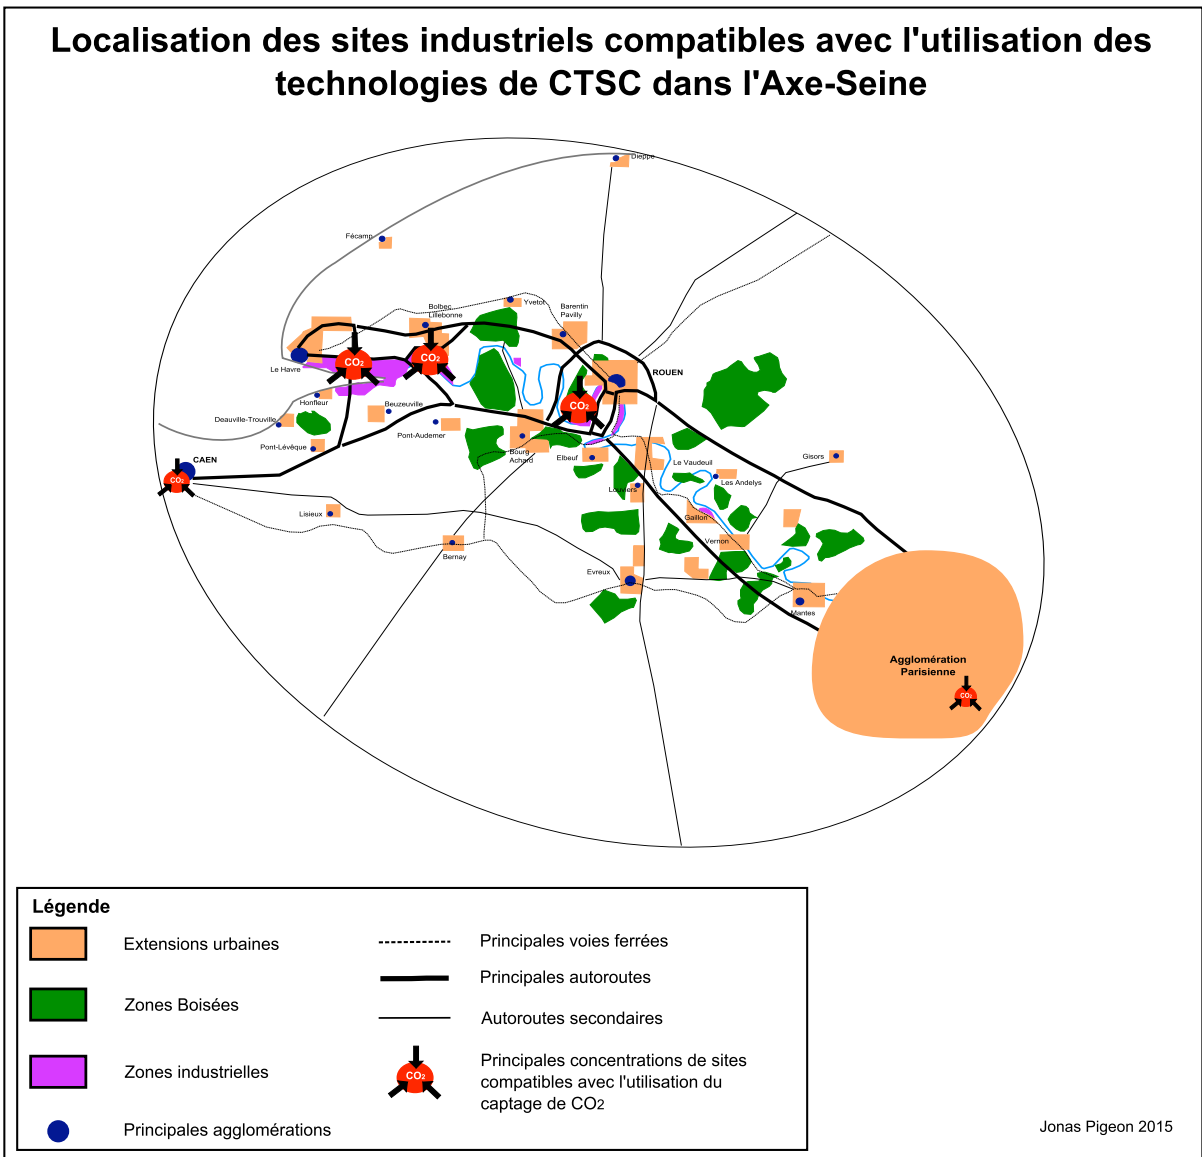 Localisation des sites industriels compatibles avec l'utilisation des
technologies de CTSC dans l'Axe-Seine
Dieppe
Fécamp
Yvetot
Bolbec
Lillebonne
Barentin
Pavilly
CO2
CO2
Le Havre
ROUEN
CO2
Honfleur
Beuzeuville
Deauville-Trouville
Pont-Audemer
Pont-Lévêque
Bourg
Achard
Elbeuf
Le Vaudeuil
Gisors
CAEN
CO2
Les Andelys
Louviers
Lisieux
Gaillon
Vernon
Bernay
Evreux
Mantes
Agglomération
Parisienne
CO2
Légende
Extensions urbaines
Zones Boisées
Zones industrielles
Principales agglomérations
Principales voies ferrées
Principales autoroutes
Autoroutes secondaires
CO2
Principales concentrations de sites
compatibles avec l'utilisation du
captage de CO2
Jonas Pigeon 2015